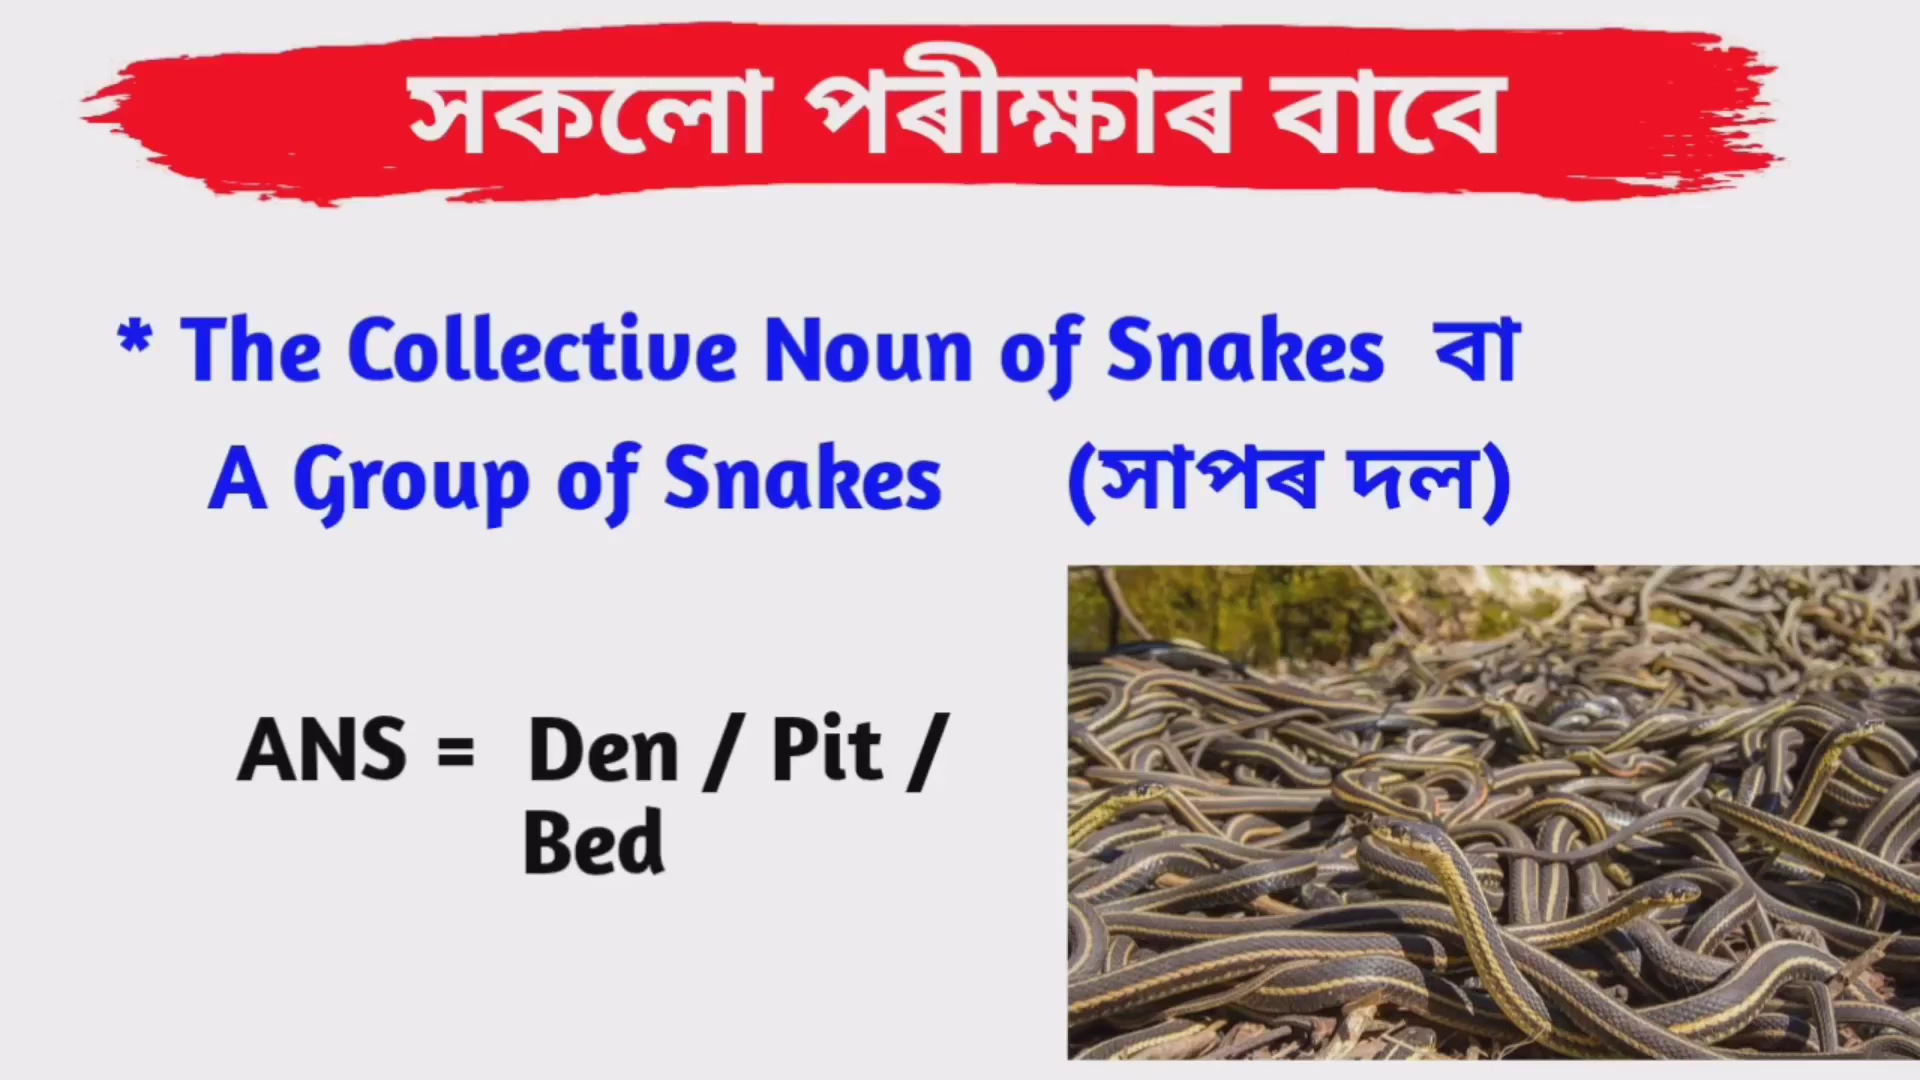 সকলো পৰীক্ষাৰ বাবে
* The Collective Noun of Snakes বা
A Group of Snakes (সাপৰ দল)
ANS = Den / Pit /
Bed